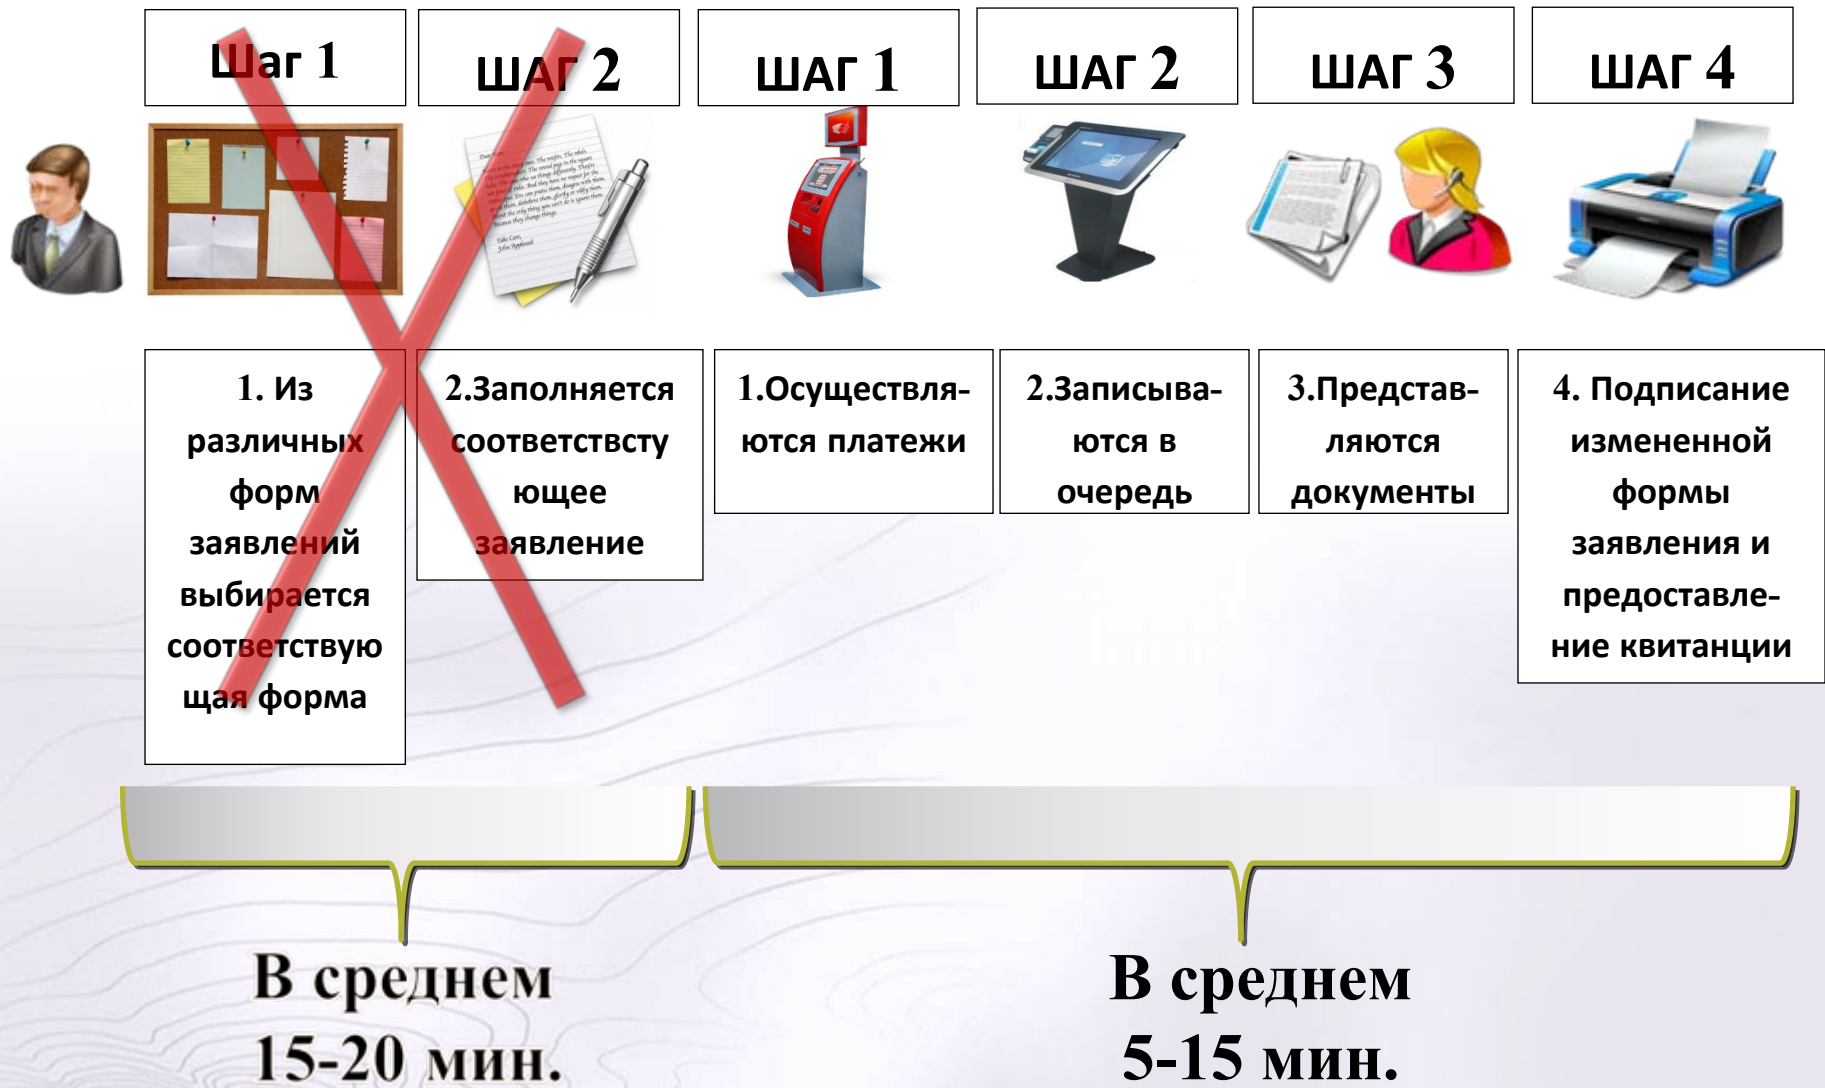 Шаг 1
ШАГ 2
ШАГ 1
ШАГ 2
ШАГ 3
ШАГ 4
1. Из
различных
форм
заявлений
выбирается
соответствую
щая форма
2.Заполняется
соответствсту
ющее
заявление
1.Осуществля-
ются платежи
2.Записыва-
ются в
очередь
3.Представ-
ляются
документы
4. Подписание
измененной
формы
заявления и
предоставле-
ние квитанции
В среднем
15-20 мин.
В среднем
5-15 мин.